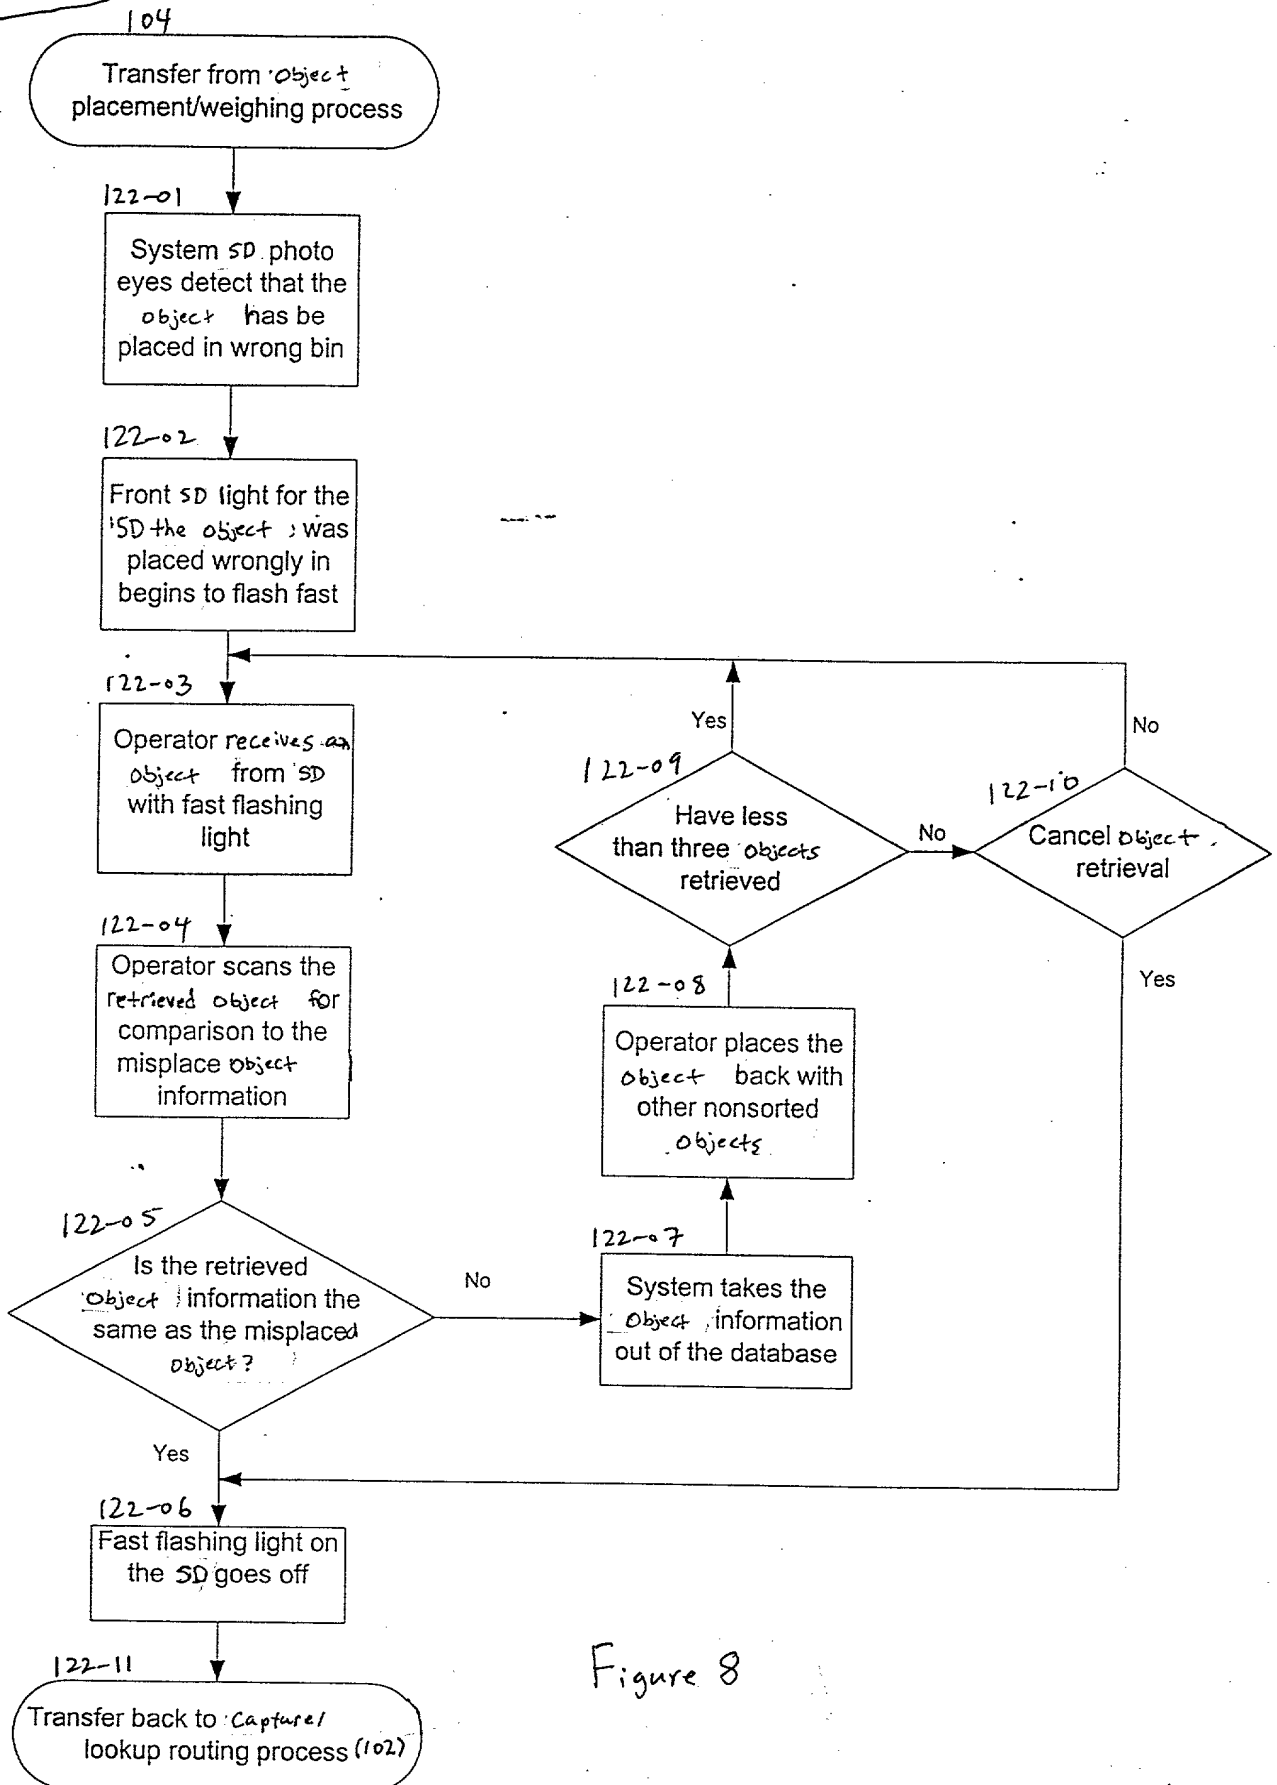 104
Transfer from object
placement/weighing process
122-01
System SD photo
eyes detect that the
object has be
placed in wrong bin
122-02
Front SD light for the
SD the object was
placed wrongly in
begins to flash fast
122-03
Operator receives an
object from SD
with fast flashing
light
122-04
Operator scans the
retrieved object for
comparison to the
misplace object
information
122-05
Is the retrieved
object information the
same as the misplaced
object?
No
Yes
122-07
System takes the
object information
out of the database
122-08
Operator places the
object back with
other nonsorted
objects
122-09
Have less
than three objects
retrieved
Yes
No
122-10
Cancel object
retrieval
No
Yes
122-06
Fast flashing light on
the SD goes off
122-11
Transfer back to capture/
lookup routing process (102)
Figure 8